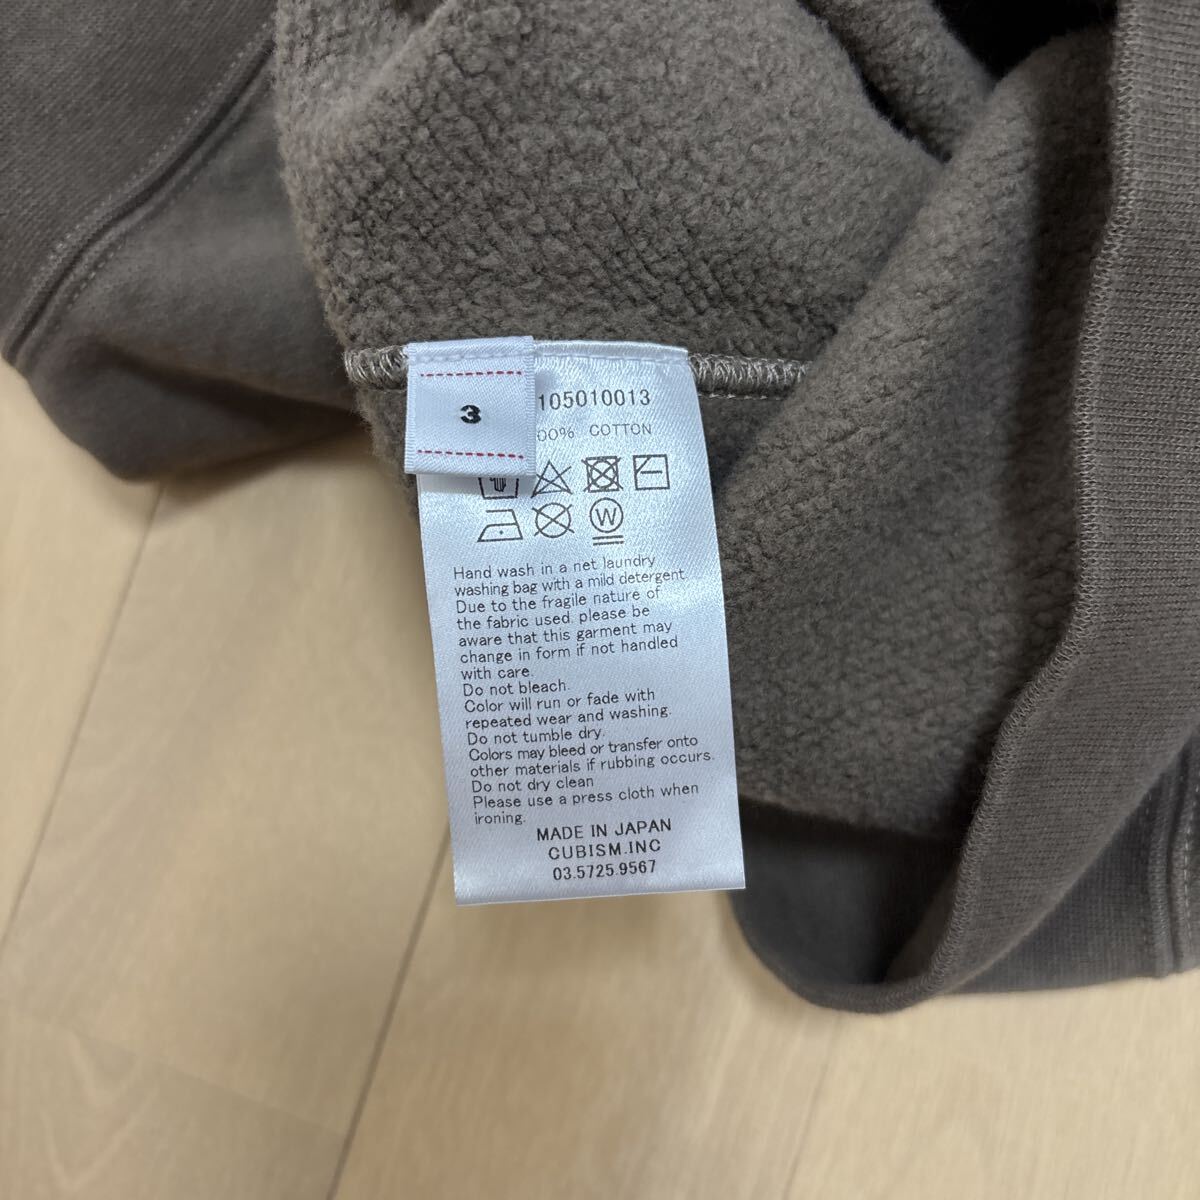 3
105010013
COTTON
W
Hand wash in a net laundry
washing bag with a mild detergent.
Due to the fragile nature of
the fabric used, please be
aware that this garment may
change in form if not handled
with care.
Do not bleach.
Color will run or fade with
repeated wear and washing.
Do not tumble dry.
Colors may bleed or transfer onto
other materials if rubbing occurs.
Do not dry clean
Please use a press cloth when
ironing.
MADE IN JAPAN
CUBISM.INC
03.5725.9567